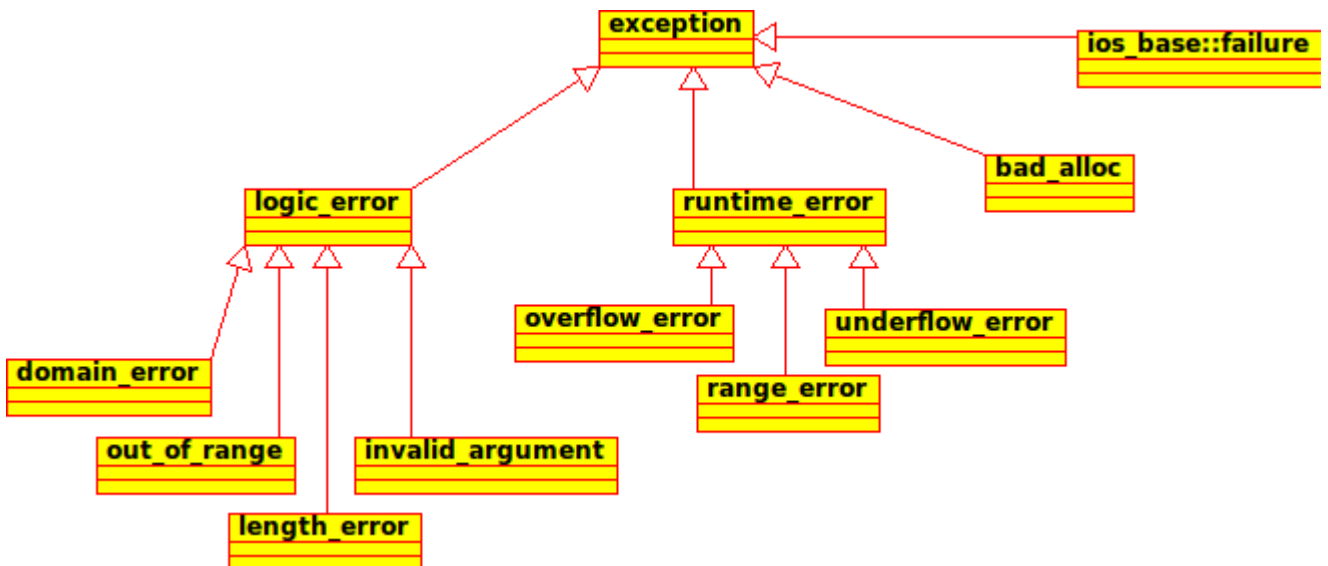 exception
ios_base::failure
bad_alloc
logic_error
runtime_error
overflow_error
underflow_error
domain_error
range_error
out_of_range
invalid_argument
length_error